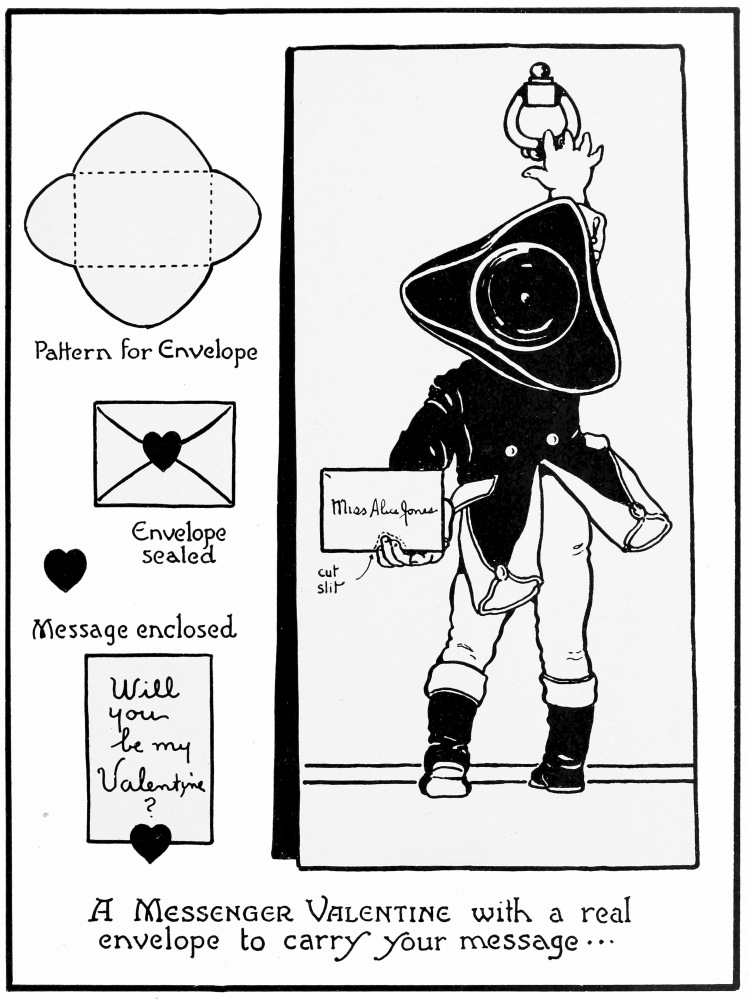 Pattern for Envelope
Envelope
sealed
Message enclosed
Will
you
be my
Valentine
?
Miss Alice Jones
cut
slit
A MESSENGER VALENTINE with a real
envelope to carry your message...